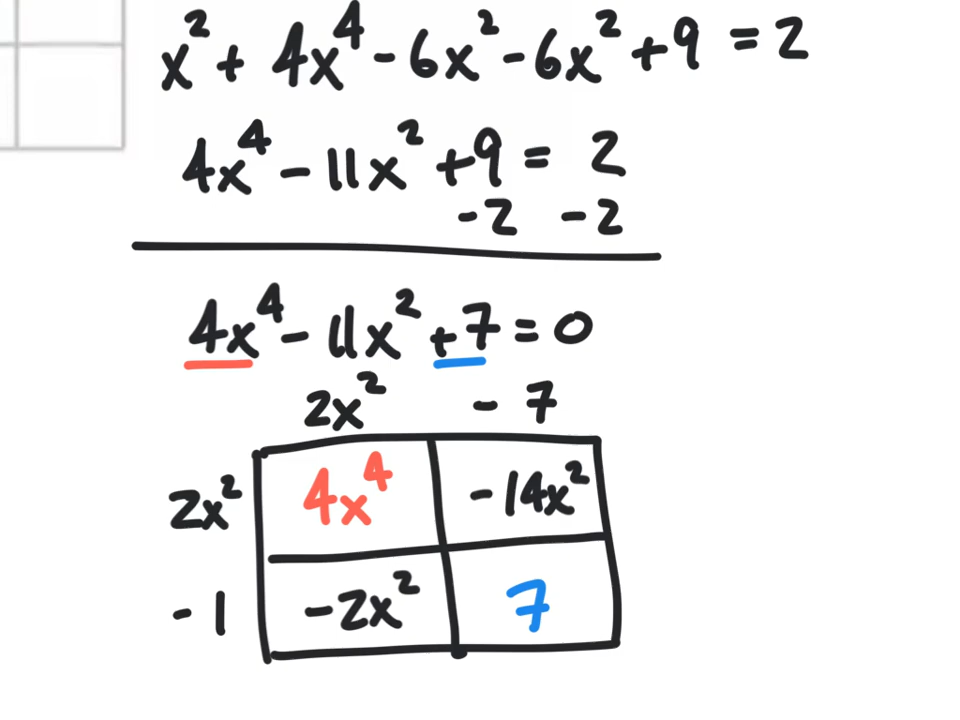 x² + 4x⁴ - 6x² - 6x² + 9 = 2
4x⁴ - 11x² + 9 = 2
-2 -2
4x⁴ - 11x² + 7 = 0
2x² - 7
2x² 4x⁴ -14x²
-1 -2x² 7